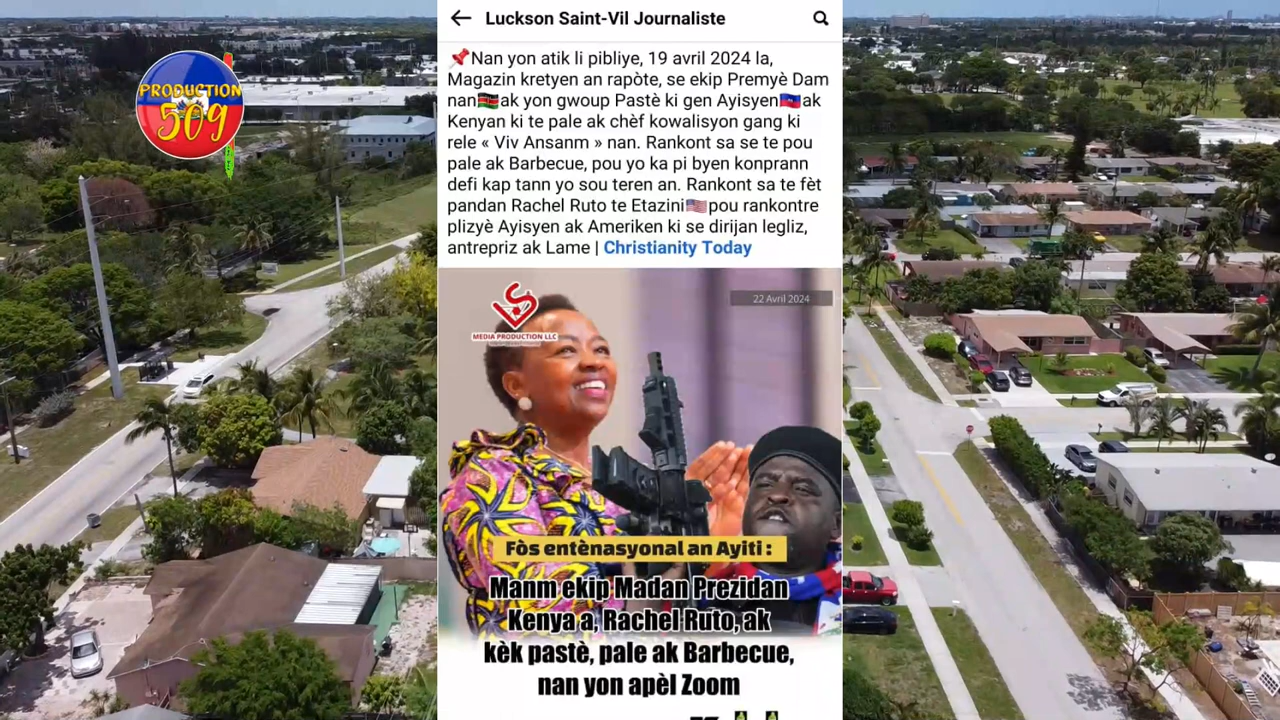 Luckson Saint-Vil Journaliste
Nan yon atik li pibliye, 19 avril 2024 la,
Magazin kretyen an rapòte, se ekip Premyè Dam
nan ak yon gwoup Pastè ki gen Ayisyen ak
Kenyan ki te pale ak chèf kowalisyon gang ki
rele « Viv Ansanm » nan. Rankont sa se te pou
pale ak Barbecue, pou yo ka pi byen konprann
defi kap tann yo sou teren an. Rankont sa te fèt
pandan Rachel Ruto te Etazini pou rankontre
plizyè Ayisyen ak Ameriken ki se dirijan legliz,
antrepriz ak Lame | Christianity Today
PRODUCTION
509
22 Avril 2024
LS
MEDIA PRODUCTION LLC
Fòs entènasyonal an Ayiti :
Manm ekip Madan Prezidan
Kenya a, Rachel Ruto, ak
kèk pastè, pale ak Barbecue,
nan yon apèl Zoom